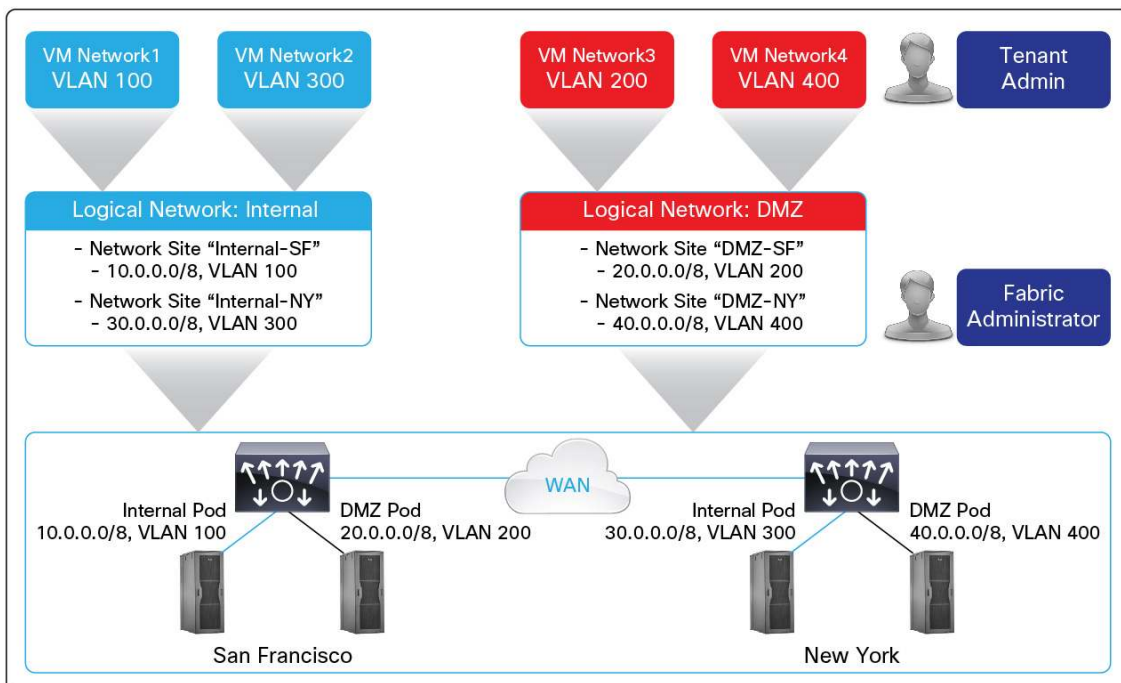 VM Network1
VLAN 100
VM Network2
VLAN 300
VM Network3
VLAN 200
VM Network4
VLAN 400
Tenant
Admin
Logical Network: Internal
- Network Site “Internal-SF”
- 10.0.0.0/8, VLAN 100
- Network Site “Internal-NY”
- 30.0.0.0/8, VLAN 300
Logical Network: DMZ
- Network Site “DMZ-SF”
- 20.0.0.0/8, VLAN 200
- Network Site “DMZ-NY”
- 40.0.0.0/8, VLAN 400
Fabric
Administrator
WAN
Internal Pod
10.0.0.0/8, VLAN 100
DMZ Pod
20.0.0.0/8, VLAN 200
Internal Pod
30.0.0.0/8, VLAN 300
DMZ Pod
40.0.0.0/8, VLAN 400
San Francisco
New York